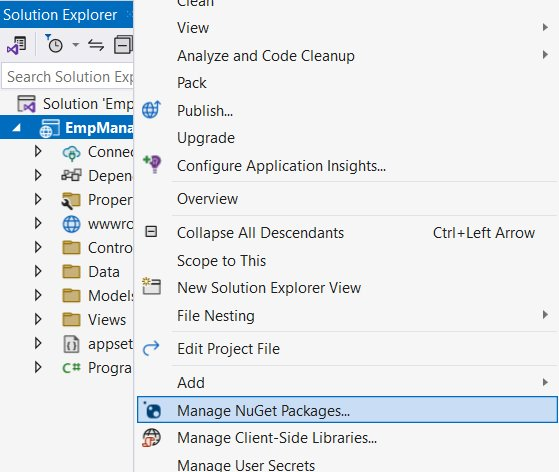 Solution Explorer
Search Solution Exp
Solution 'Emp
EmpMana
Connec
Depen
Proper
wwwro
Contro
Data
Models
Views
appset
C# Progra
Clean
View
Analyze and Code Cleanup
Pack
Publish...
Upgrade
Configure Application Insights...
Overview
Collapse All Descendants Ctrl+Left Arrow
Scope to This
New Solution Explorer View
File Nesting
Edit Project File
Add
Manage NuGet Packages...
Manage Client-Side Libraries...
Manage User Secrets